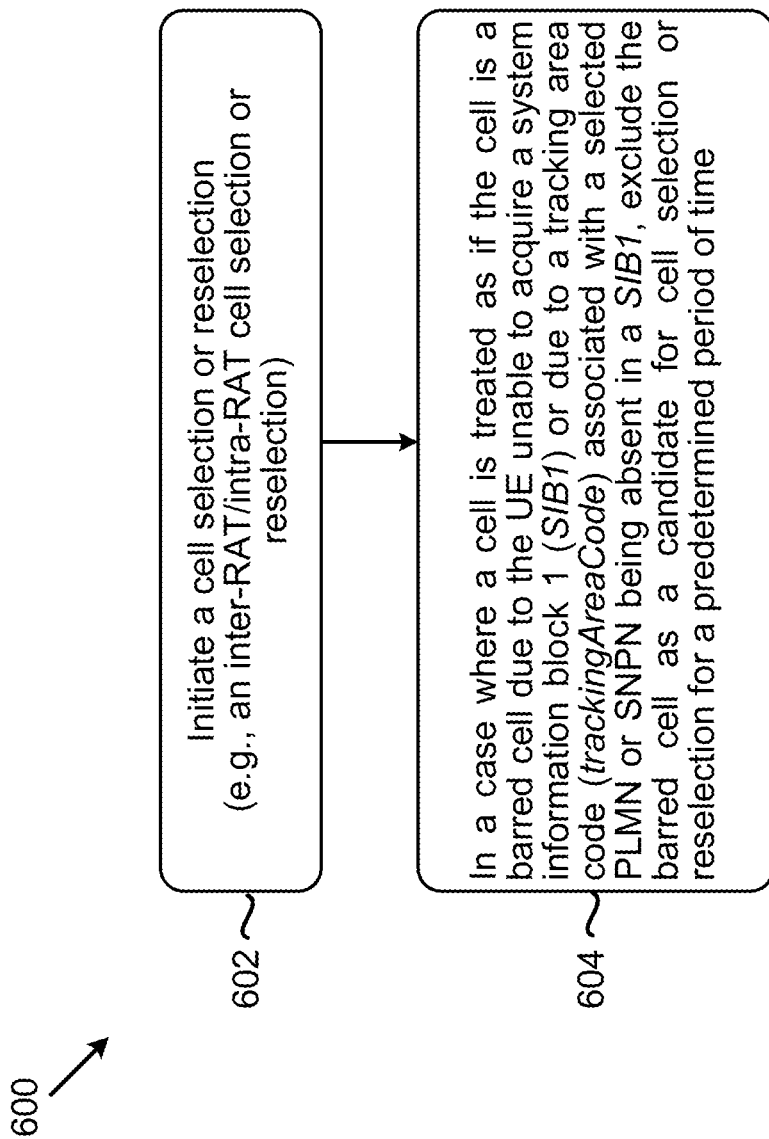 600
602
Initiate a cell selection or reselection
(e.g., an inter-RAT/intra-RAT cell selection or
reselection)
604
In a case where a cell is treated as if the cell is a
barred cell due to the UE unable to acquire a system
information block 1 (SIB1) or due to a tracking area
code (trackingAreaCode) associated with a selected
PLMN or SNPN being absent in a SIB1, exclude the
barred cell as a candidate for cell selection or
reselection for a predetermined period of time